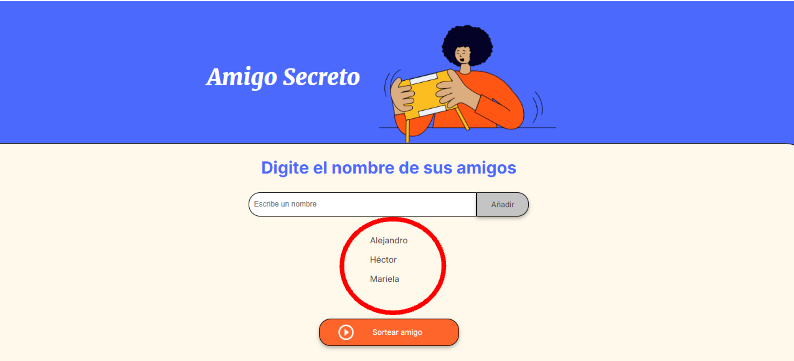 Amigo Secreto
Digite el nombre de sus amigos
Escribe un nombre
Añadir
Alejandro
Héctor
Mariela
Sortear amigo